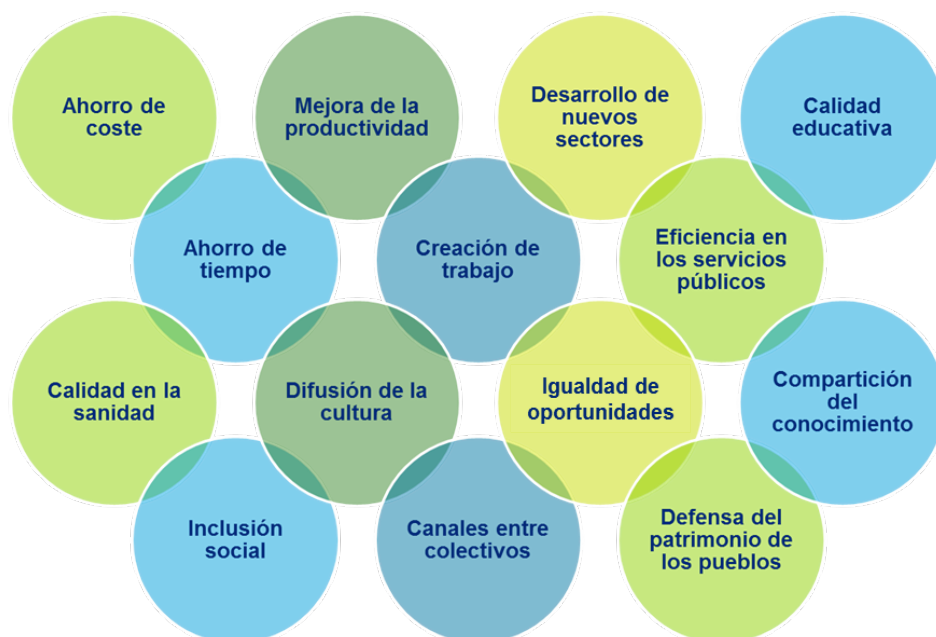 Ahorro de
coste
Mejora de la
productividad
Desarrollo de
nuevos
sectores
Calidad
educativa
Ahorro de
tiempo
Creación de
trabajo
Eficiencia en
los servicios
públicos
Calidad en la
sanidad
Difusión de la
cultura
Igualdad de
oportunidades
Compartición
del
conocimiento
Inclusión
social
Canales entre
colectivos
Defensa del
patrimonio de
los pueblos